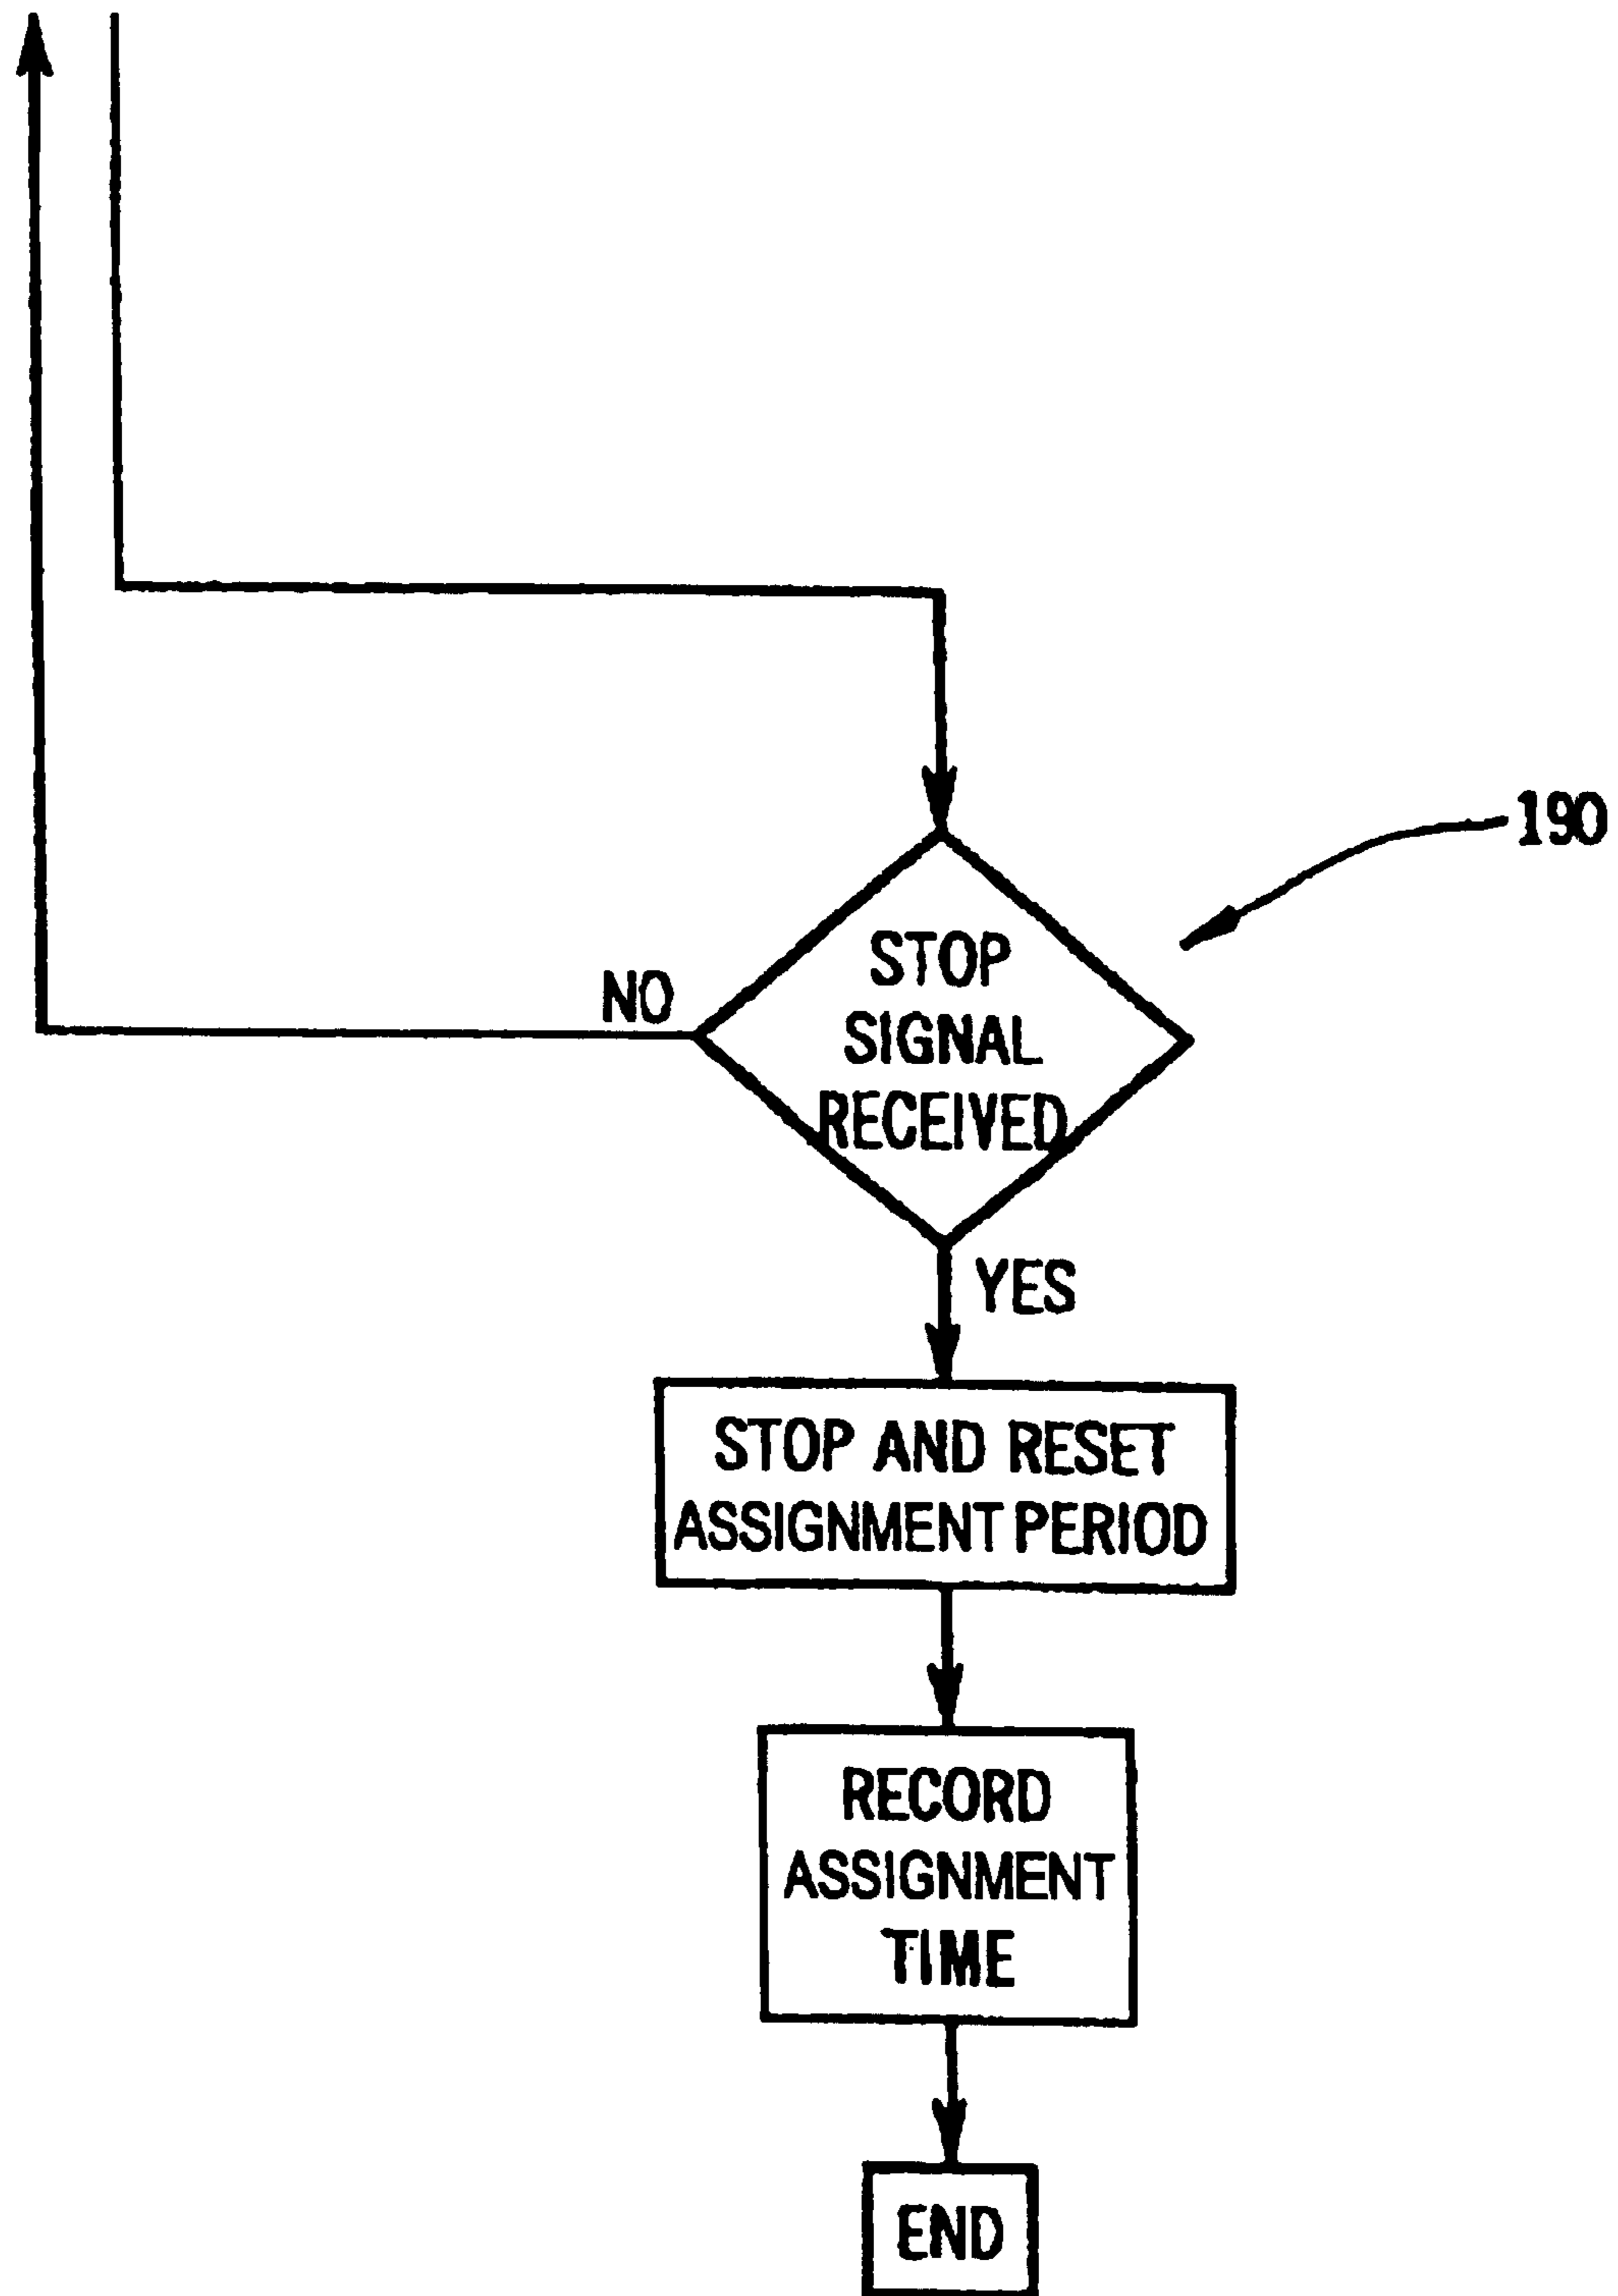 190
STOP
SIGNAL
RECEIVED
NO
YES
STOP AND RESET
ASSIGNMENT PERIOD
RECORD
ASSIGNMENT
TIME
END